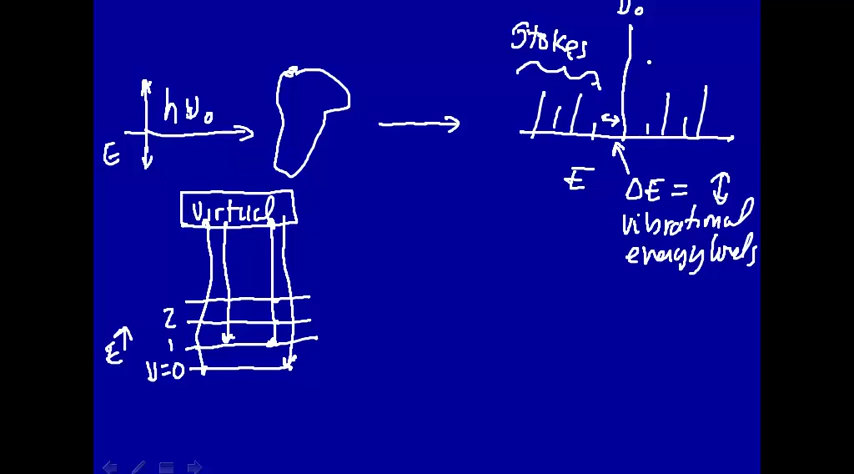 ν₀
Stokes
hν₀
E
E
ΔE = ↕
vibrational
energy levels
virtual
2
1
E↑
ν=0